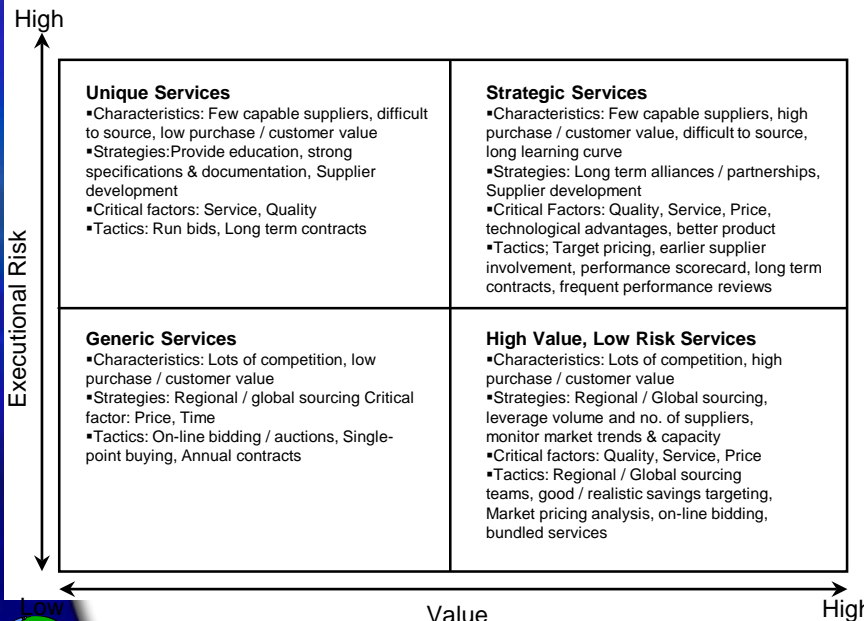 High
Unique Services
▪Characteristics: Few capable suppliers, difficult
to source, low purchase / customer value
▪Strategies:Provide education, strong
specifications & documentation, Supplier
development
▪Critical factors: Service, Quality
▪Tactics: Run bids, Long term contracts
Strategic Services
▪Characteristics: Few capable suppliers, high
purchase / customer value, difficult to source,
long learning curve
▪Strategies: Long term alliances / partnerships,
Supplier development
▪Critical Factors: Quality, Service, Price,
technological advantages, better product
▪Tactics; Target pricing, earlier supplier
involvement, performance scorecard, long term
contracts, frequent performance reviews
Executional Risk
Generic Services
▪Characteristics: Lots of competition, low
purchase / customer value
▪Strategies: Regional / global sourcing Critical
factor: Price, Time
▪Tactics: On-line bidding / auctions, Single-
point buying, Annual contracts
High Value, Low Risk Services
▪Characteristics: Lots of competition, high
purchase / customer value
▪Strategies: Regional / Global sourcing,
leverage volume and no. of suppliers,
monitor market trends & capacity
▪Critical factors: Quality, Service, Price
▪Tactics: Regional / Global sourcing
teams, good / realistic savings targeting,
Market pricing analysis, on-line bidding,
bundled services
Low
Value
High